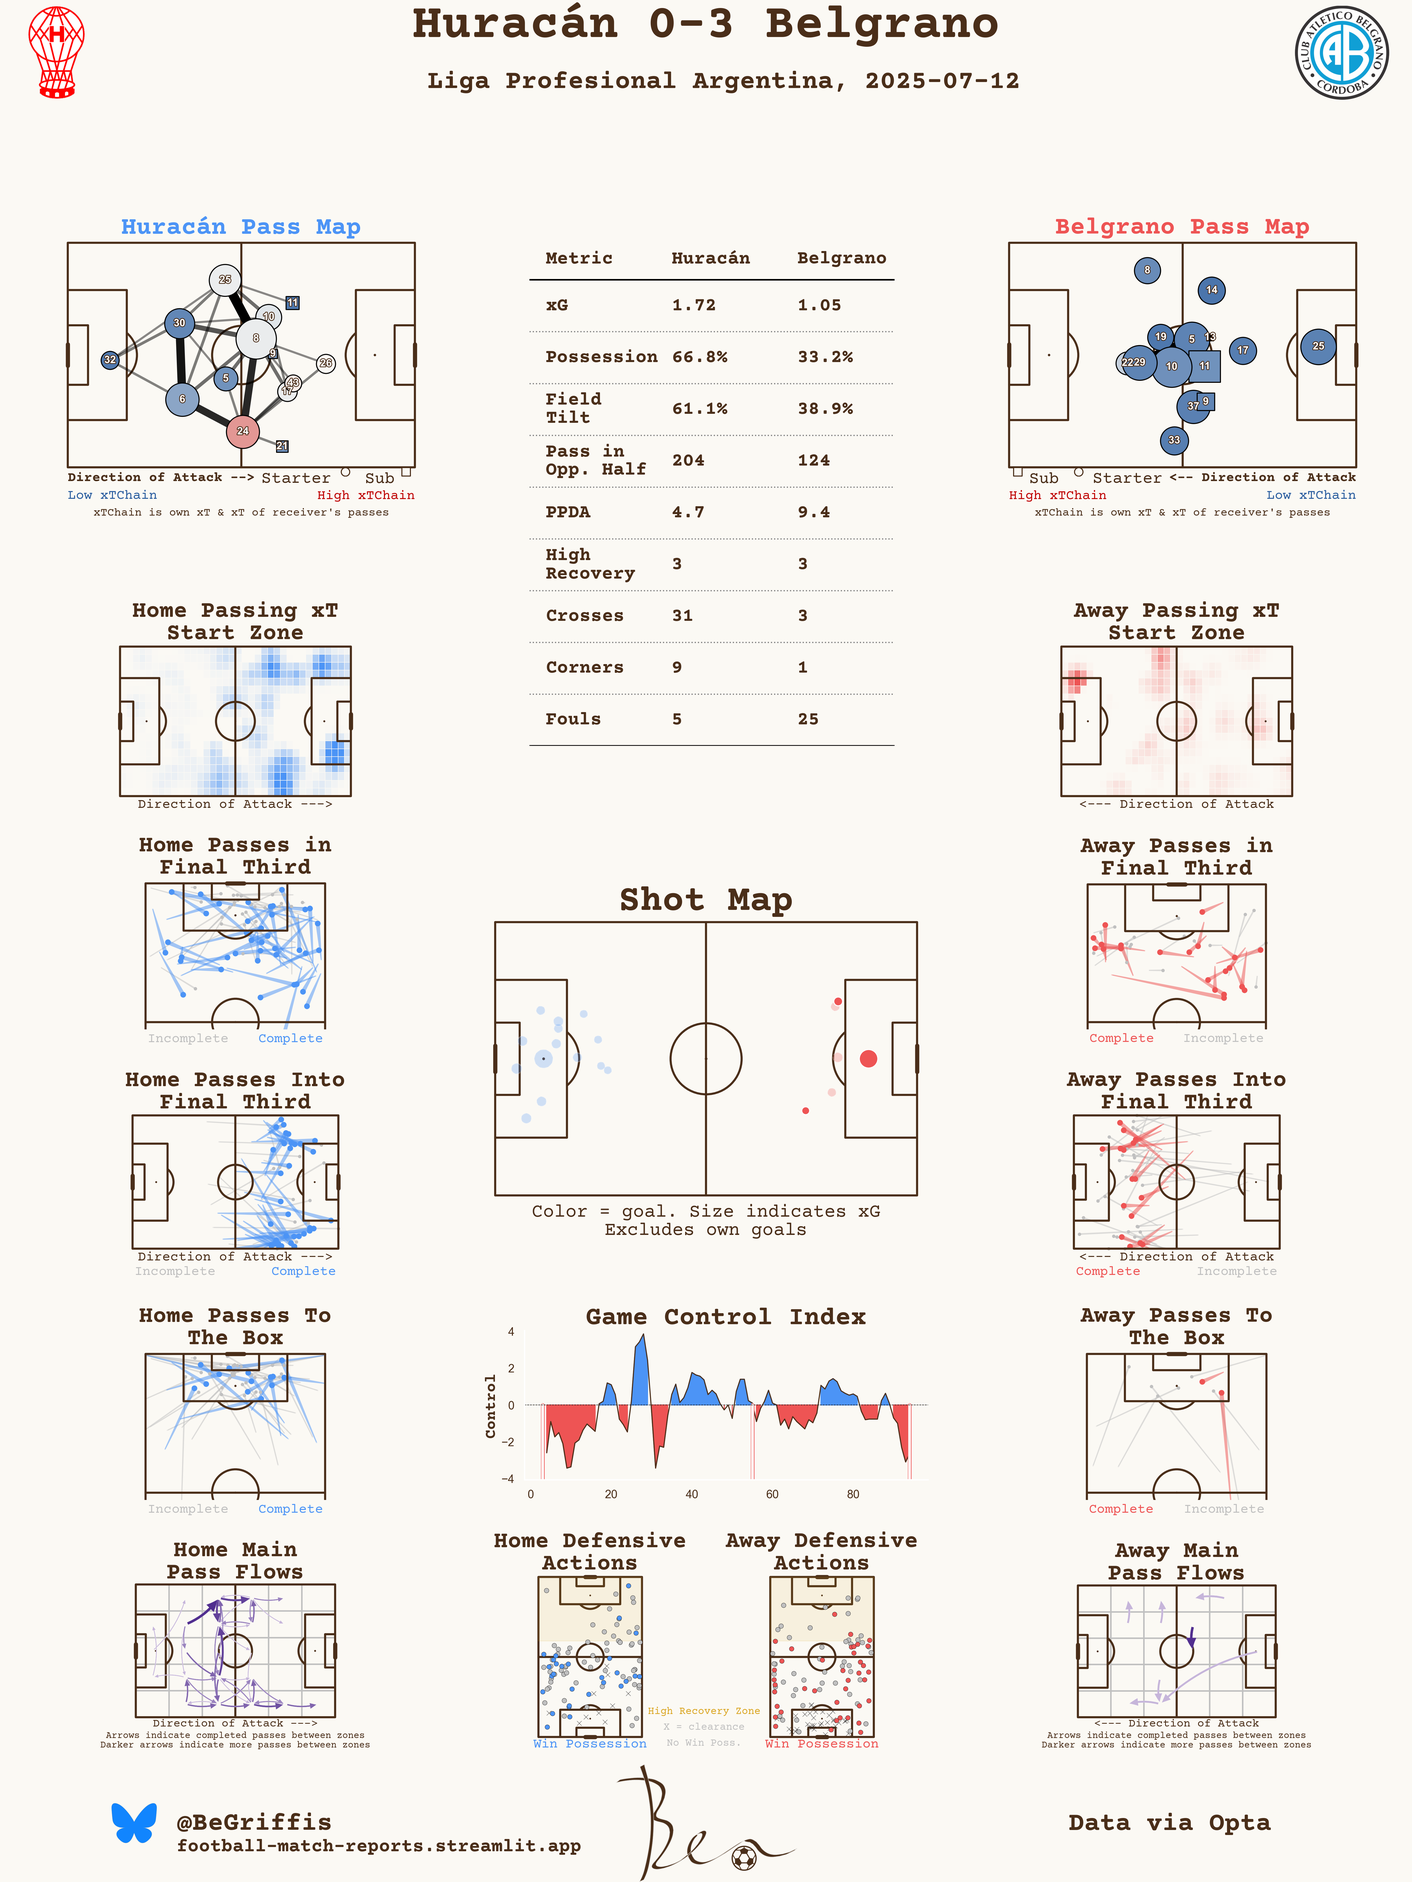 Huracán 0-3 Belgrano
Liga Profesional Argentina, 2025-07-12
H
CLUB ATLETICO BELGRANO
CAB
CORDOBA
Huracán Pass Map
25
11
10
30
8
9
32
26
5
43
17
6
24
21
Direction of Attack --> Starter Sub
Low xTChain High xTChain
xTChain is own xT & xT of receiver's passes
Metric Huracán Belgrano
xG 1.72 1.05
Possession 66.8% 33.2%
Field
Tilt 61.1% 38.9%
Pass in
Opp. Half 204 124
PPDA 4.7 9.4
High
Recovery 3 3
Crosses 31 3
Corners 9 1
Fouls 5 25
Belgrano Pass Map
8
14
19
5
13
25
17
22
29
10
11
37
9
33
Sub Starter <-- Direction of Attack
High xTChain Low xTChain
xTChain is own xT & xT of receiver's passes
Home Passing xT
Start Zone
Direction of Attack --->
Away Passing xT
Start Zone
<--- Direction of Attack
Home Passes in
Final Third
Incomplete Complete
Away Passes in
Final Third
Complete Incomplete
Shot Map
Color = goal. Size indicates xG
Excludes own goals
Home Passes Into
Final Third
Direction of Attack --->
Incomplete Complete
Away Passes Into
Final Third
<--- Direction of Attack
Complete Incomplete
Home Passes To
The Box
Incomplete Complete
Game Control Index
Control
4
2
0
−2
−4
0 20 40 60 80
Away Passes To
The Box
Complete Incomplete
Home Main
Pass Flows
Direction of Attack --->
Arrows indicate completed passes between zones
Darker arrows indicate more passes between zones
Home Defensive
Actions
Win Possession
High Recovery Zone
X = clearance
No Win Poss.
Away Defensive
Actions
Win Possession
Away Main
Pass Flows
<--- Direction of Attack
Arrows indicate completed passes between zones
Darker arrows indicate more passes between zones
@BeGriffis
football-match-reports.streamlit.app
Ben
Data via Opta